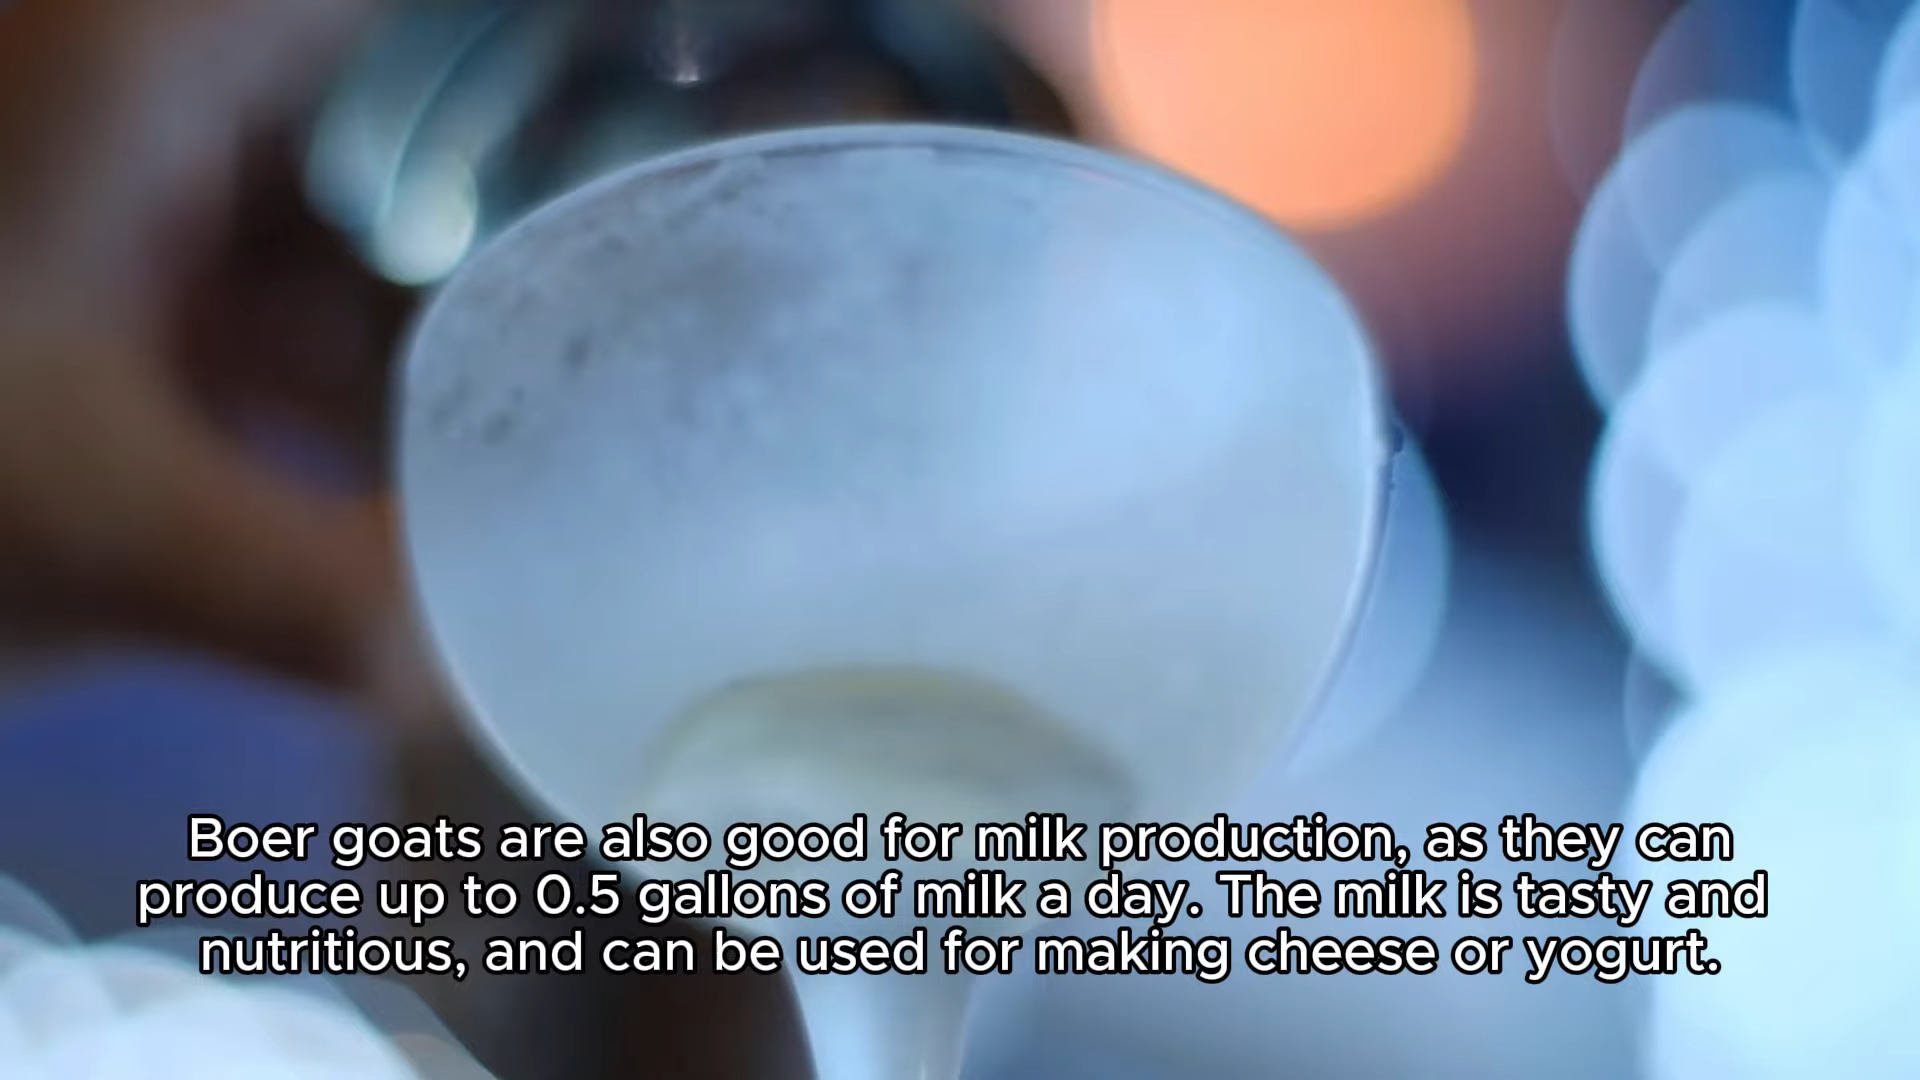 Boer goats are also good for milk production, as they can
produce up to 0.5 gallons of milk a day. The milk is tasty and
nutritious, and can be used for making cheese or yogurt.